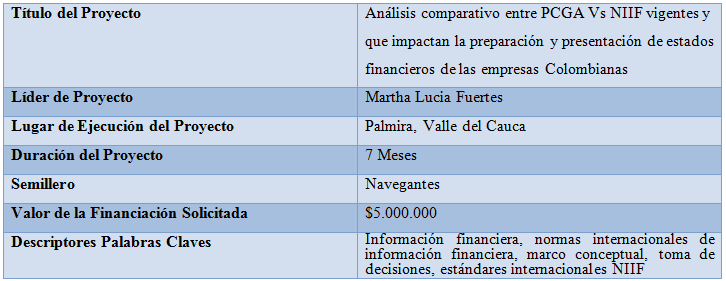 Título del Proyecto
Análisis comparativo entre PCGA Vs NIIF vigentes y
que impactan la preparación y presentación de estados
financieros de las empresas Colombianas
Líder de Proyecto
Martha Lucia Fuertes
Lugar de Ejecución del Proyecto
Palmira, Valle del Cauca
Duración del Proyecto
7 Meses
Semillero
Navegantes
Valor de la Financiación Solicitada
$5.000.000
Descriptores Palabras Claves
Información financiera, normas internacionales de
información financiera, marco conceptual, toma de
decisiones, estándares internacionales NIIF